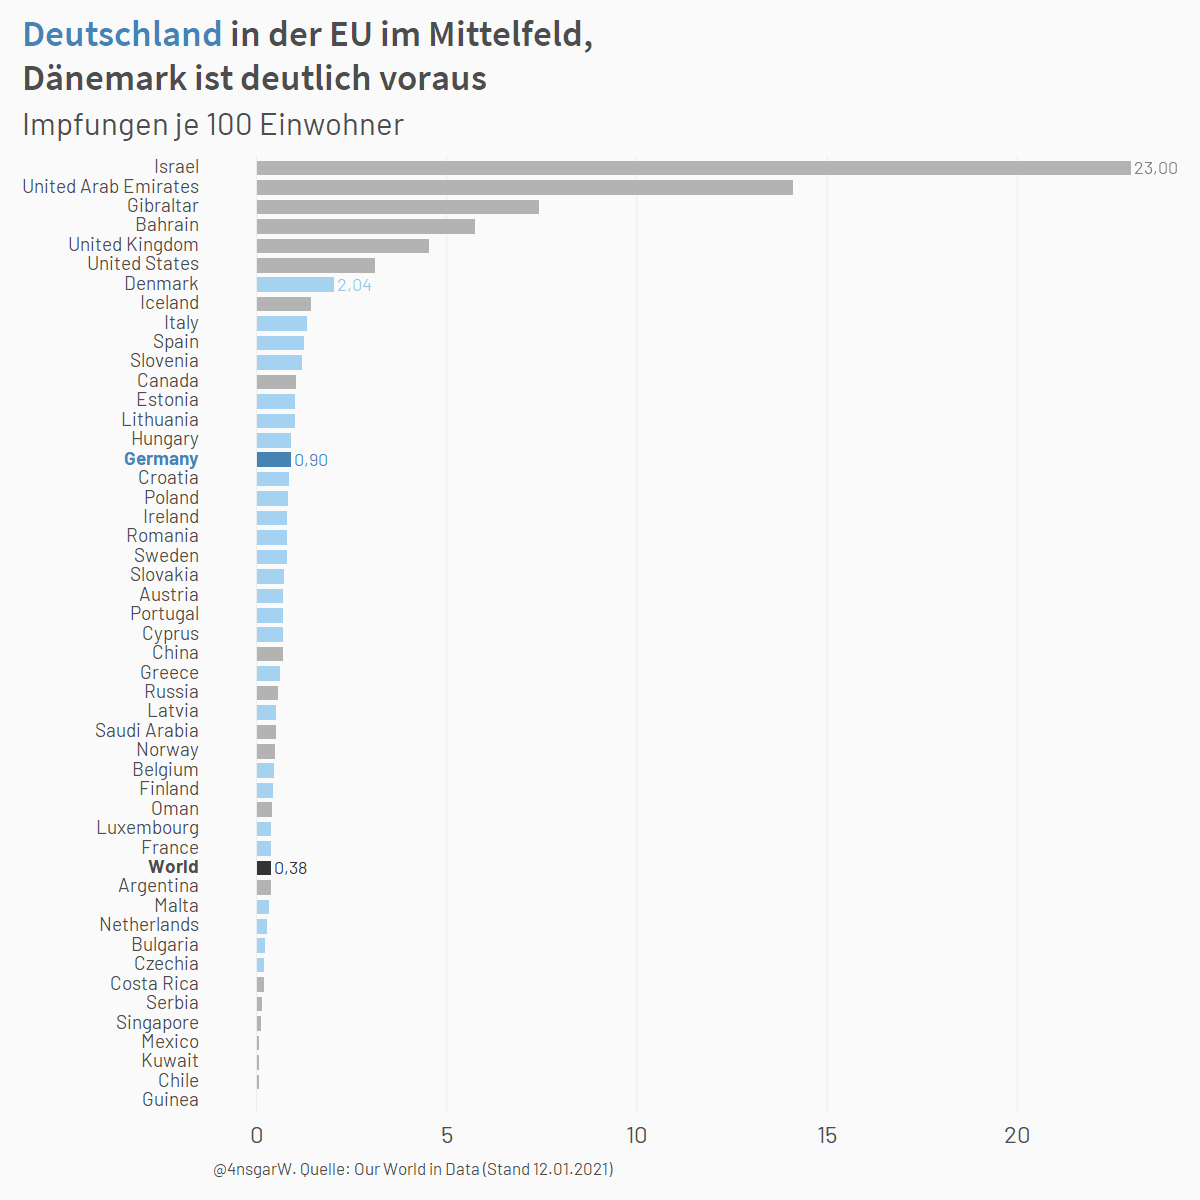 Deutschland in der EU im Mittelfeld,
Dänemark ist deutlich voraus
Impfungen je 100 Einwohner
Israel 23,00
United Arab Emirates
Gibraltar
Bahrain
United Kingdom
United States
Denmark 2,04
Iceland
Italy
Spain
Slovenia
Canada
Estonia
Lithuania
Hungary
Germany 0,90
Croatia
Poland
Ireland
Romania
Sweden
Slovakia
Austria
Portugal
Cyprus
China
Greece
Russia
Latvia
Saudi Arabia
Norway
Belgium
Finland
Oman
Luxembourg
France
World 0,38
Argentina
Malta
Netherlands
Bulgaria
Czechia
Costa Rica
Serbia
Singapore
Mexico
Kuwait
Chile
Guinea
0 5 10 15 20
@4nsgarW. Quelle: Our World in Data (Stand 12.01.2021)